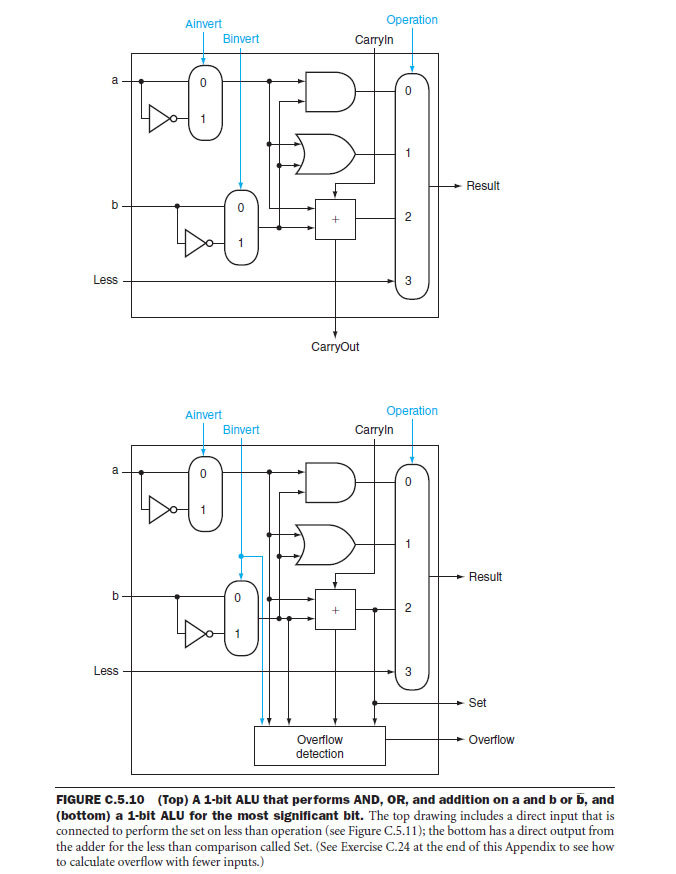 Ainvert
Operation
Binvert
CarryIn
a
0
1
0
1
Result
b
0
1
+
2
Less
3
CarryOut
Ainvert
Operation
Binvert
CarryIn
a
0
1
0
1
Result
b
0
1
+
2
Less
3
Set
Overflow
detection
Overflow
FIGURE C.5.10 (Top) A 1-bit ALU that performs AND, OR, and addition on a and b or b̅, and
(bottom) a 1-bit ALU for the most significant bit. The top drawing includes a direct input that is
connected to perform the set on less than operation (see Figure C.5.11); the bottom has a direct output from
the adder for the less than comparison called Set. (See Exercise C.24 at the end of this Appendix to see how
to calculate overflow with fewer inputs.)